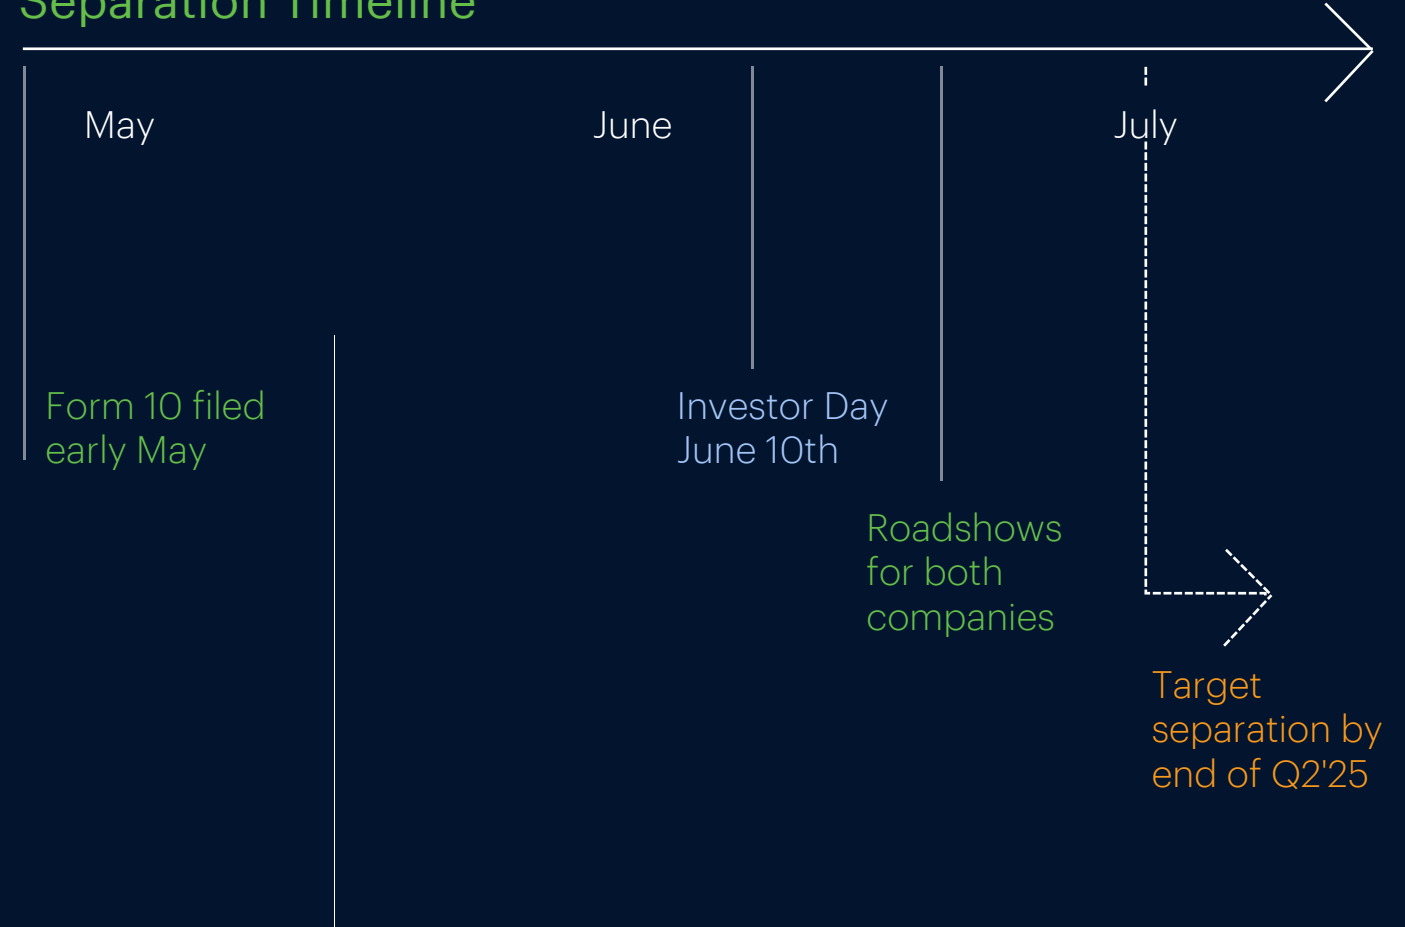 Separation Timeline
May
June
July
Form 10 filed
early May
Investor Day
June 10th
Roadshows
for both
companies
Target
separation by
end of Q2'25